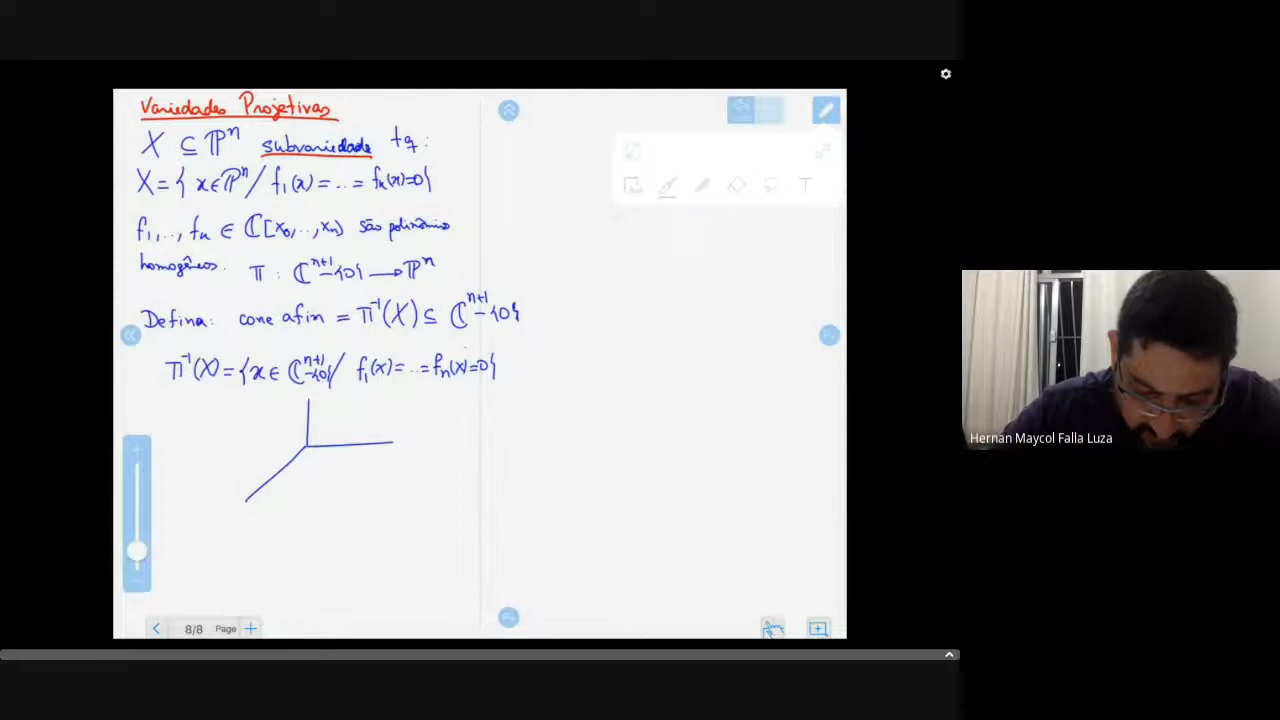 Variedades Projetivas
X ⊆ ℙⁿ subvariedade tq:
X = { x ∈ ℙⁿ / f₁(x) = ... = fₖ(x) = 0 }
f₁, .., fₖ ∈ ℂ[x₀, .., xₙ] são polinômios
homogêneos. π : ℂⁿ⁺¹ − {0} → ℙⁿ
Defina: cone afin = π⁻¹(X) ⊆ ℂⁿ⁺¹ − {0}
π⁻¹(X) = { x ∈ ℂⁿ⁺¹ − {0} / f₁(x) = ... = fₙ(x) = 0 }
8/8 Page
Hernan Maycol Falla Luza